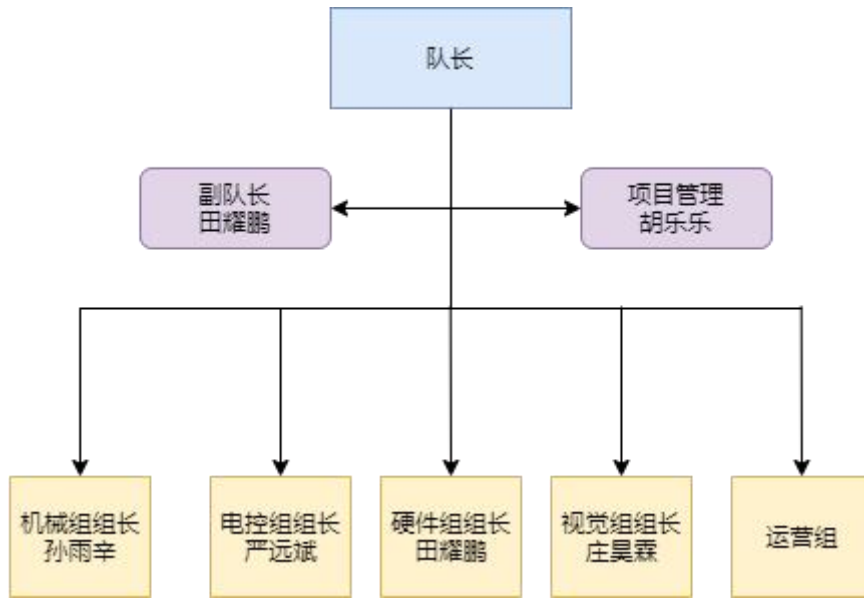 队长
副队长
田耀鹏
项目管理
胡乐乐
机械组组长
孙雨辛
电控组组长
严远斌
硬件组组长
田耀鹏
视觉组组长
庄昊霖
运营组